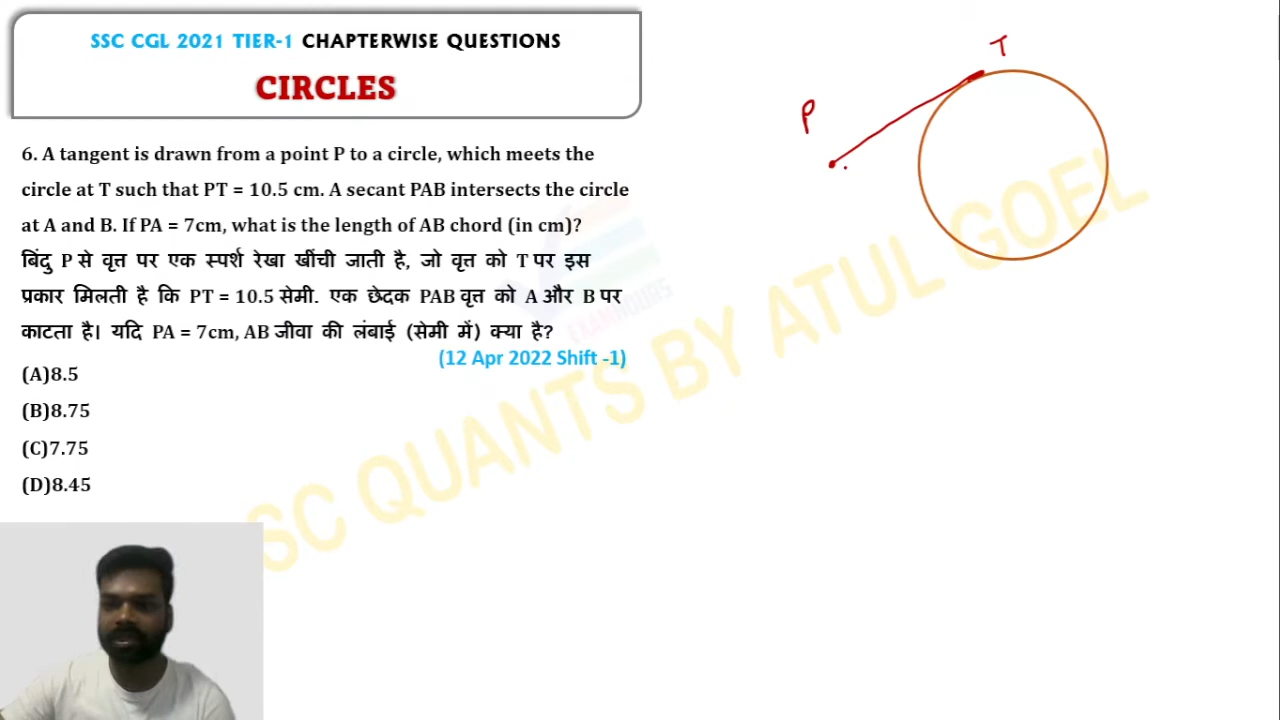 SSC CGL 2021 TIER-1 CHAPTERWISE QUESTIONS
CIRCLES
6. A tangent is drawn from a point P to a circle, which meets the
circle at T such that PT = 10.5 cm. A secant PAB intersects the circle
at A and B. If PA = 7cm, what is the length of AB chord (in cm)?
बिंदु P से वृत्त पर एक स्पर्श रेखा खींची जाती है, जो वृत्त को T पर इस
प्रकार मिलती है कि PT = 10.5 सेमी. एक छेदक PAB वृत्त को A और B पर
काटता है। यदि PA = 7cm, AB जीवा की लंबाई (सेमी में) क्या है?
(12 Apr 2022 Shift -1)
(A)8.5
(B)8.75
(C)7.75
(D)8.45
T
P
SC QUANTS BY ATUL GOEL
EXAMHOURS